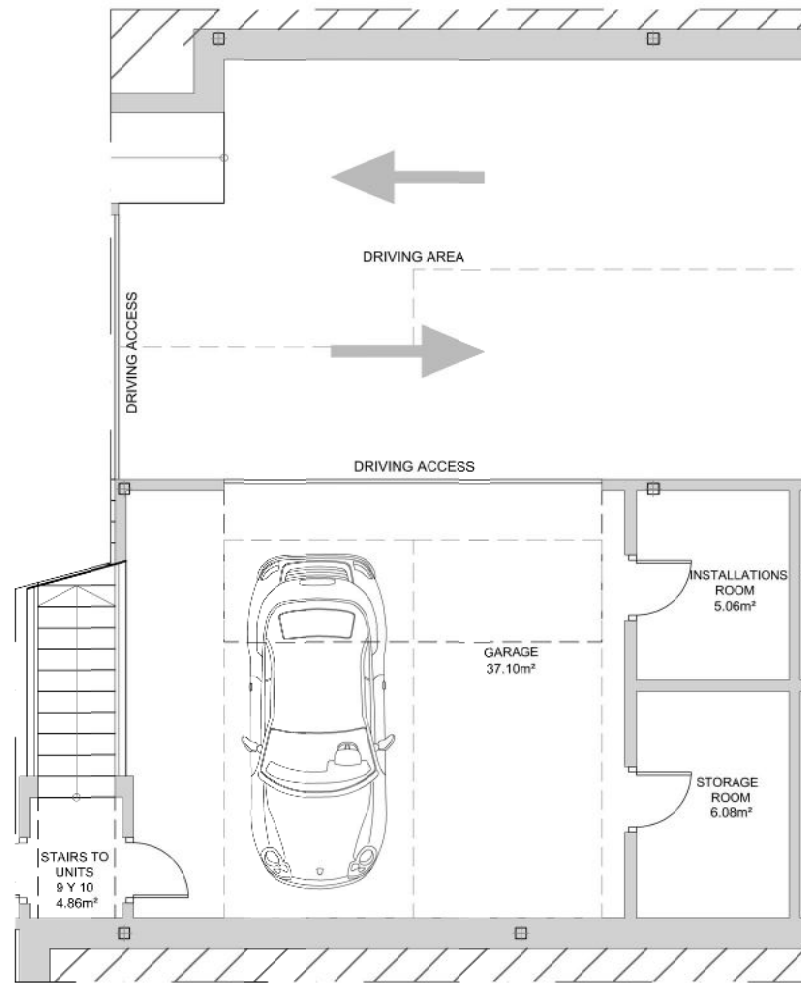 DRIVING AREA
DRIVING ACCESS
DRIVING ACCESS
INSTALLATIONS
ROOM
5.06m²
GARAGE
37.10m²
STORAGE
ROOM
6.08m²
STAIRS TO
UNITS
9 Y 10
4.86m²